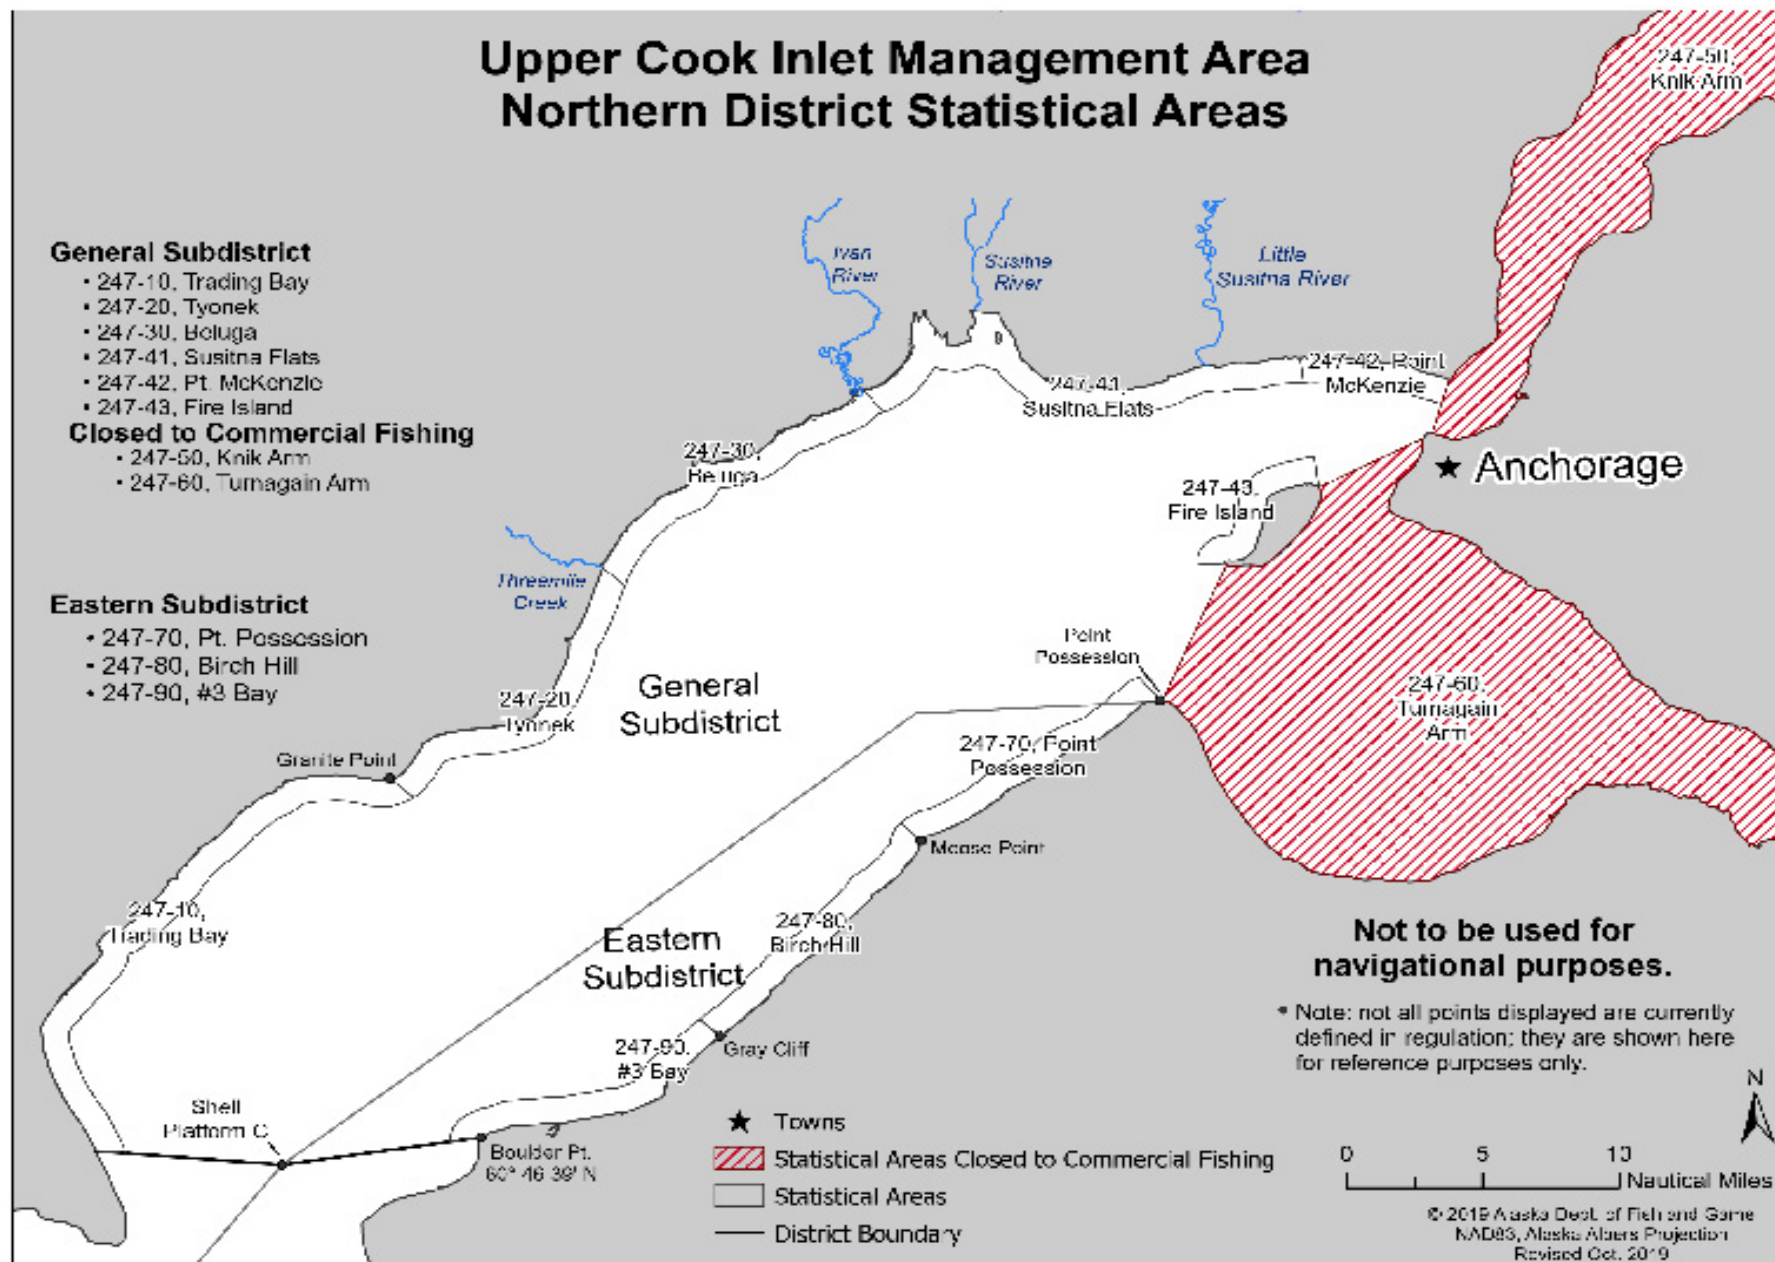 Upper Cook Inlet Management Area
Northern District Statistical Areas
247-50,
Knik Arm
General Subdistrict
• 247-10, Trading Bay
• 247-20, Tyonek
• 247-30, Beluga
• 247-41, Susitna Flats
• 247-42, Pt. McKenzie
• 247-43, Fire Island
Closed to Commercial Fishing
• 247-50, Knik Arm
• 247-60, Turnagain Arm
Eastern Subdistrict
• 247-70, Pt. Possession
• 247-80, Birch Hill
• 247-90, #3 Bay
Ivan
River
Susitna
River
Little
Susitna River
247-42, Point
McKenzie
247-41,
Susitna Flats
247-30,
Beluga
Anchorage
247-43,
Fire Island
Threemile
Creek
Point
Possession
General
Subdistrict
247-20,
Tyonek
247-60,
Turnagain
Arm
Granite Point
247-70, Point
Possession
Moose Point
247-10,
Trading Bay
247-80,
Birch Hill
Eastern
Subdistrict
247-90,
#3 Bay
Gray Cliff
Shell
Platform C
Boulder Pt.
60° 46 39' N
Not to be used for
navigational purposes.
• Note: not all points displayed are currently
defined in regulation; they are shown here
for reference purposes only.
N
Towns
Statistical Areas Closed to Commercial Fishing
Statistical Areas
District Boundary
0 5 10
Nautical Miles
© 2019 Alaska Dept. of Fish and Game
NAD83, Alaska Albers Projection
Revised Oct. 2019